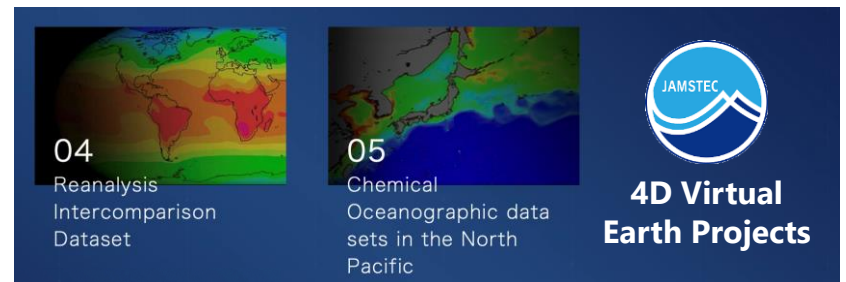 04
Reanalysis
Intercomparison
Dataset
05
Chemical
Oceanographic data
sets in the North
Pacific
JAMSTEC
4D Virtual
Earth Projects